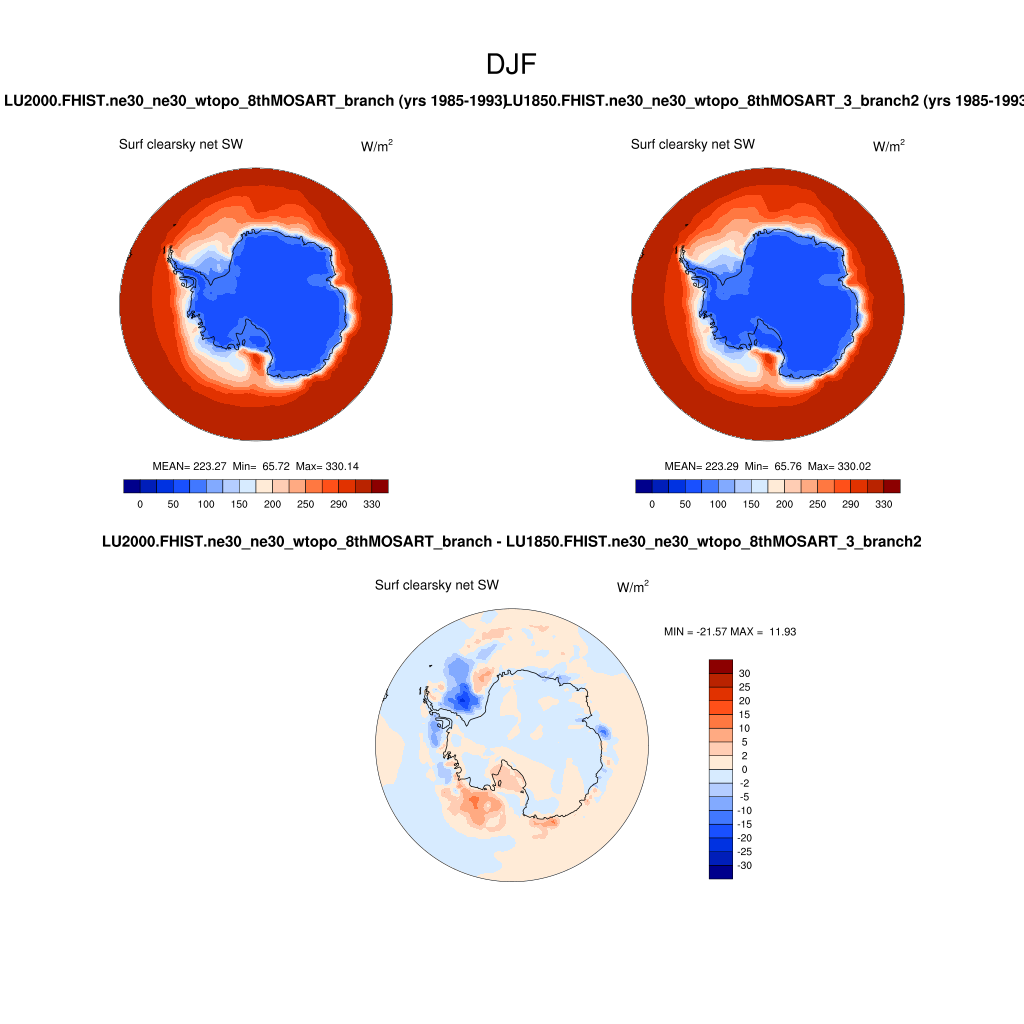 DJF
LU2000.FHIST.ne30_ne30_wtopo_8thMOSART_branch (yrs 1985-1993)
LU1850.FHIST.ne30_ne30_wtopo_8thMOSART_3_branch2 (yrs 1985-1993
Surf clearsky net SW W/m²
Surf clearsky net SW W/m²
MEAN= 223.27 Min= 65.72 Max= 330.14
MEAN= 223.29 Min= 65.76 Max= 330.02
0 50 100 150 200 250 290 330
0 50 100 150 200 250 290 330
LU2000.FHIST.ne30_ne30_wtopo_8thMOSART_branch - LU1850.FHIST.ne30_ne30_wtopo_8thMOSART_3_branch2
Surf clearsky net SW W/m²
MIN = -21.57 MAX = 11.93
30
25
20
15
10
5
2
0
-2
-5
-10
-15
-20
-25
-30